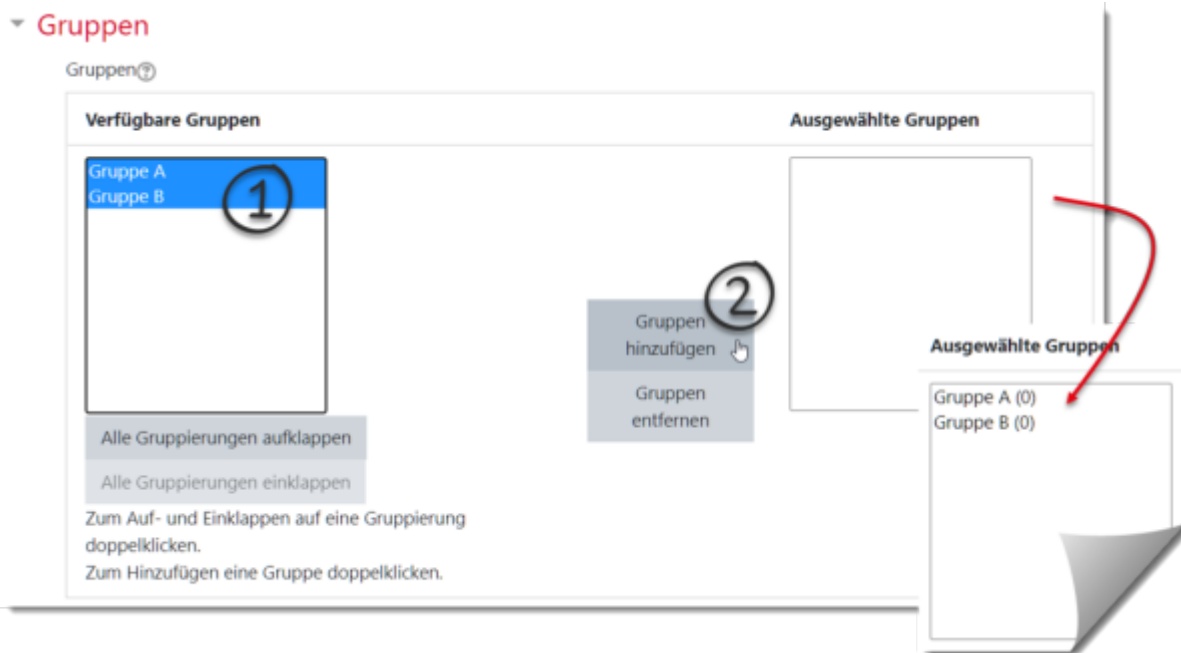 Gruppen
Gruppen
Verfügbare Gruppen
Ausgewählte Gruppen
Gruppe A
Gruppe B
1
2
Gruppen
hinzufügen
Gruppen
entfernen
Alle Gruppierungen aufklappen
Alle Gruppierungen einklappen
Zum Auf- und Einklappen auf eine Gruppierung
doppelklicken.
Zum Hinzufügen eine Gruppe doppelklicken.
Ausgewählte Gruppen
Gruppe A (0)
Gruppe B (0)